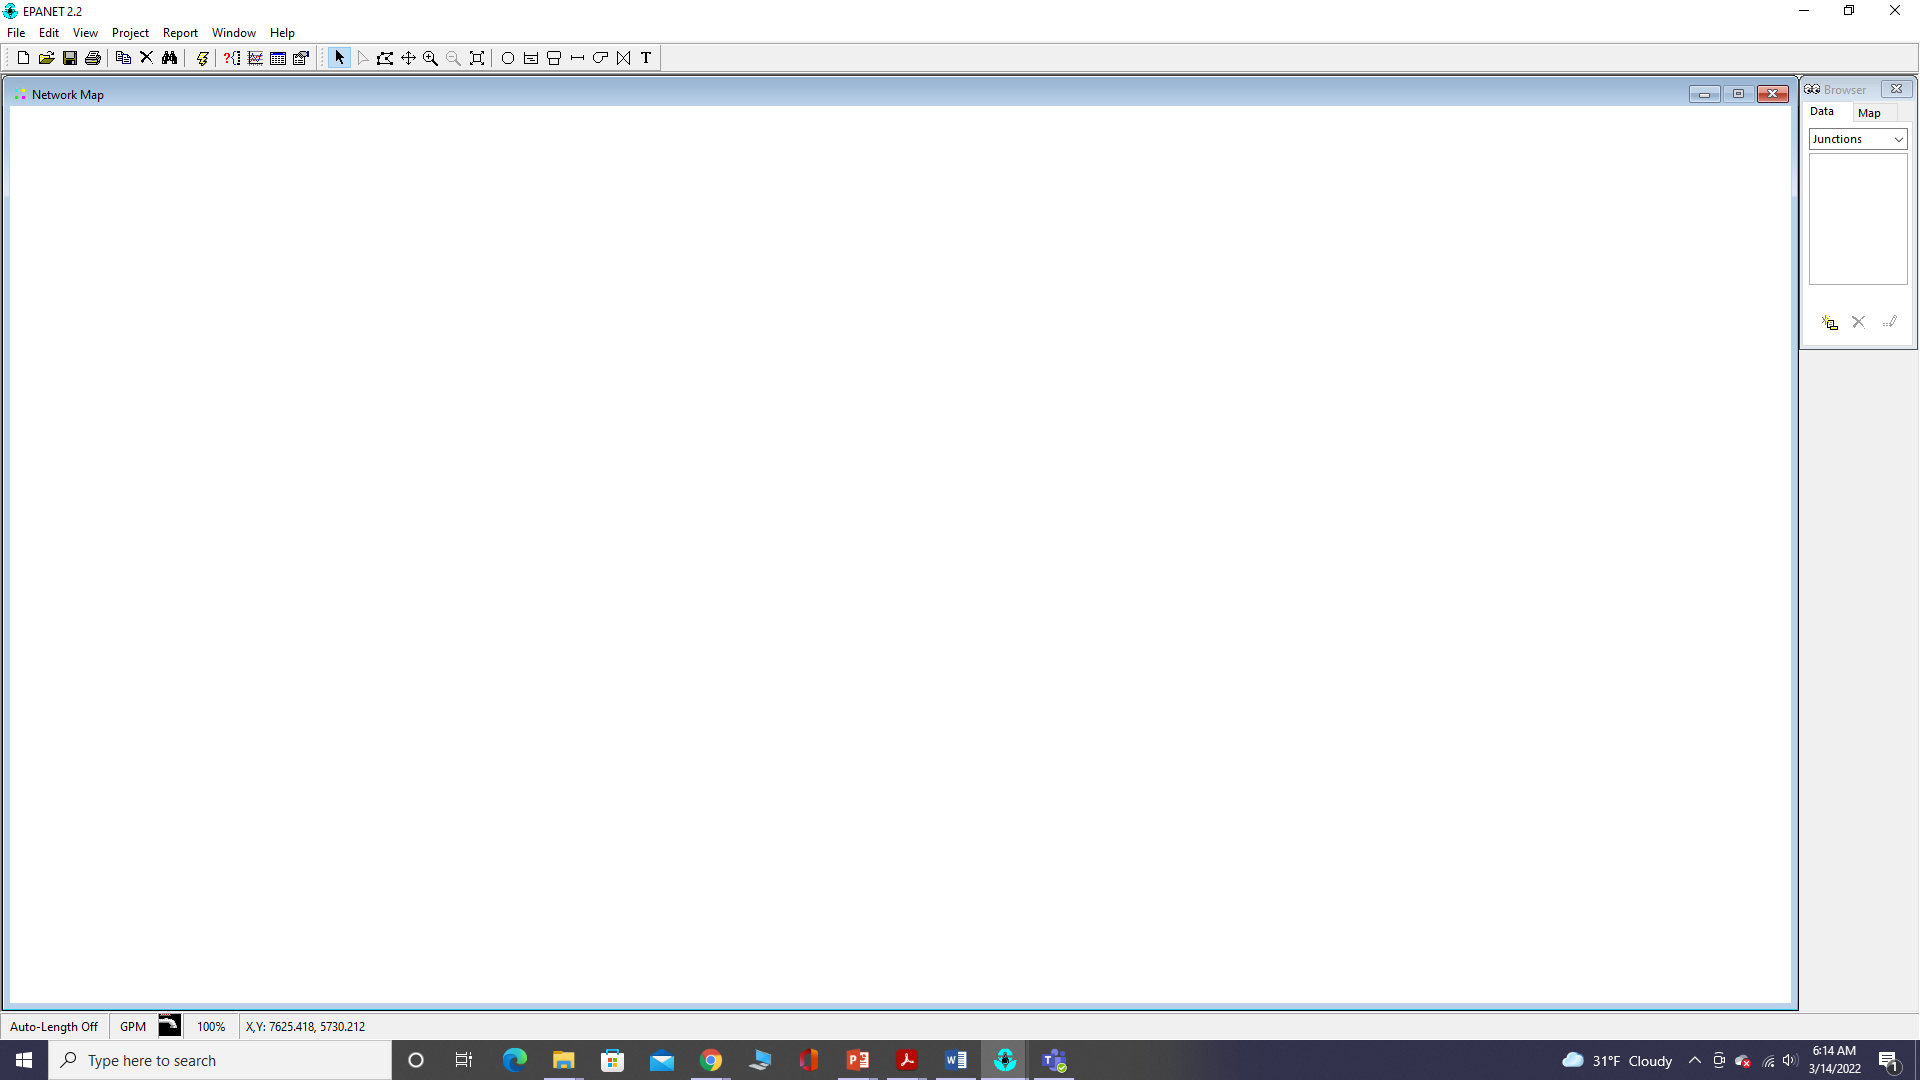 EPANET 2.2
File Edit View Project Report Window Help
T
Network Map
Browser
Data Map
Junctions
Auto-Length Off GPM 100% X,Y: 7625.418, 5730.212
Type here to search
31°F Cloudy
6:14 AM
3/14/2022
1